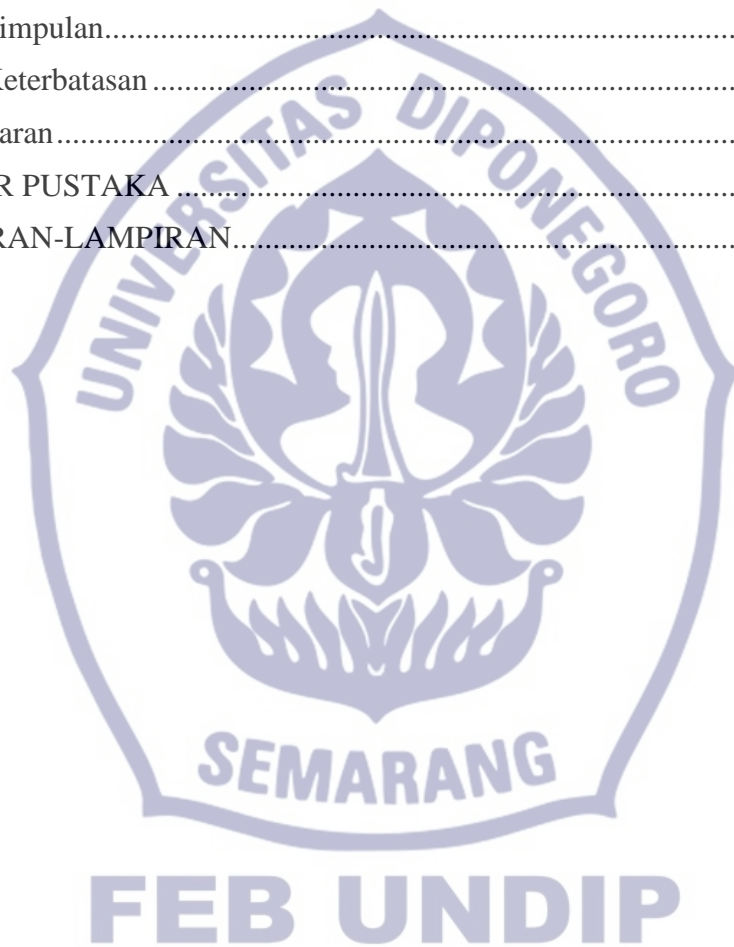 impulan................................................................
eterbatasan................................................................
aran................................................................
R PUSTAKA................................................................
RAN-LAMPIRAN................................................................
UNIVERSITAS DIPONEGORO
SEMARANG
FEB UNDIP